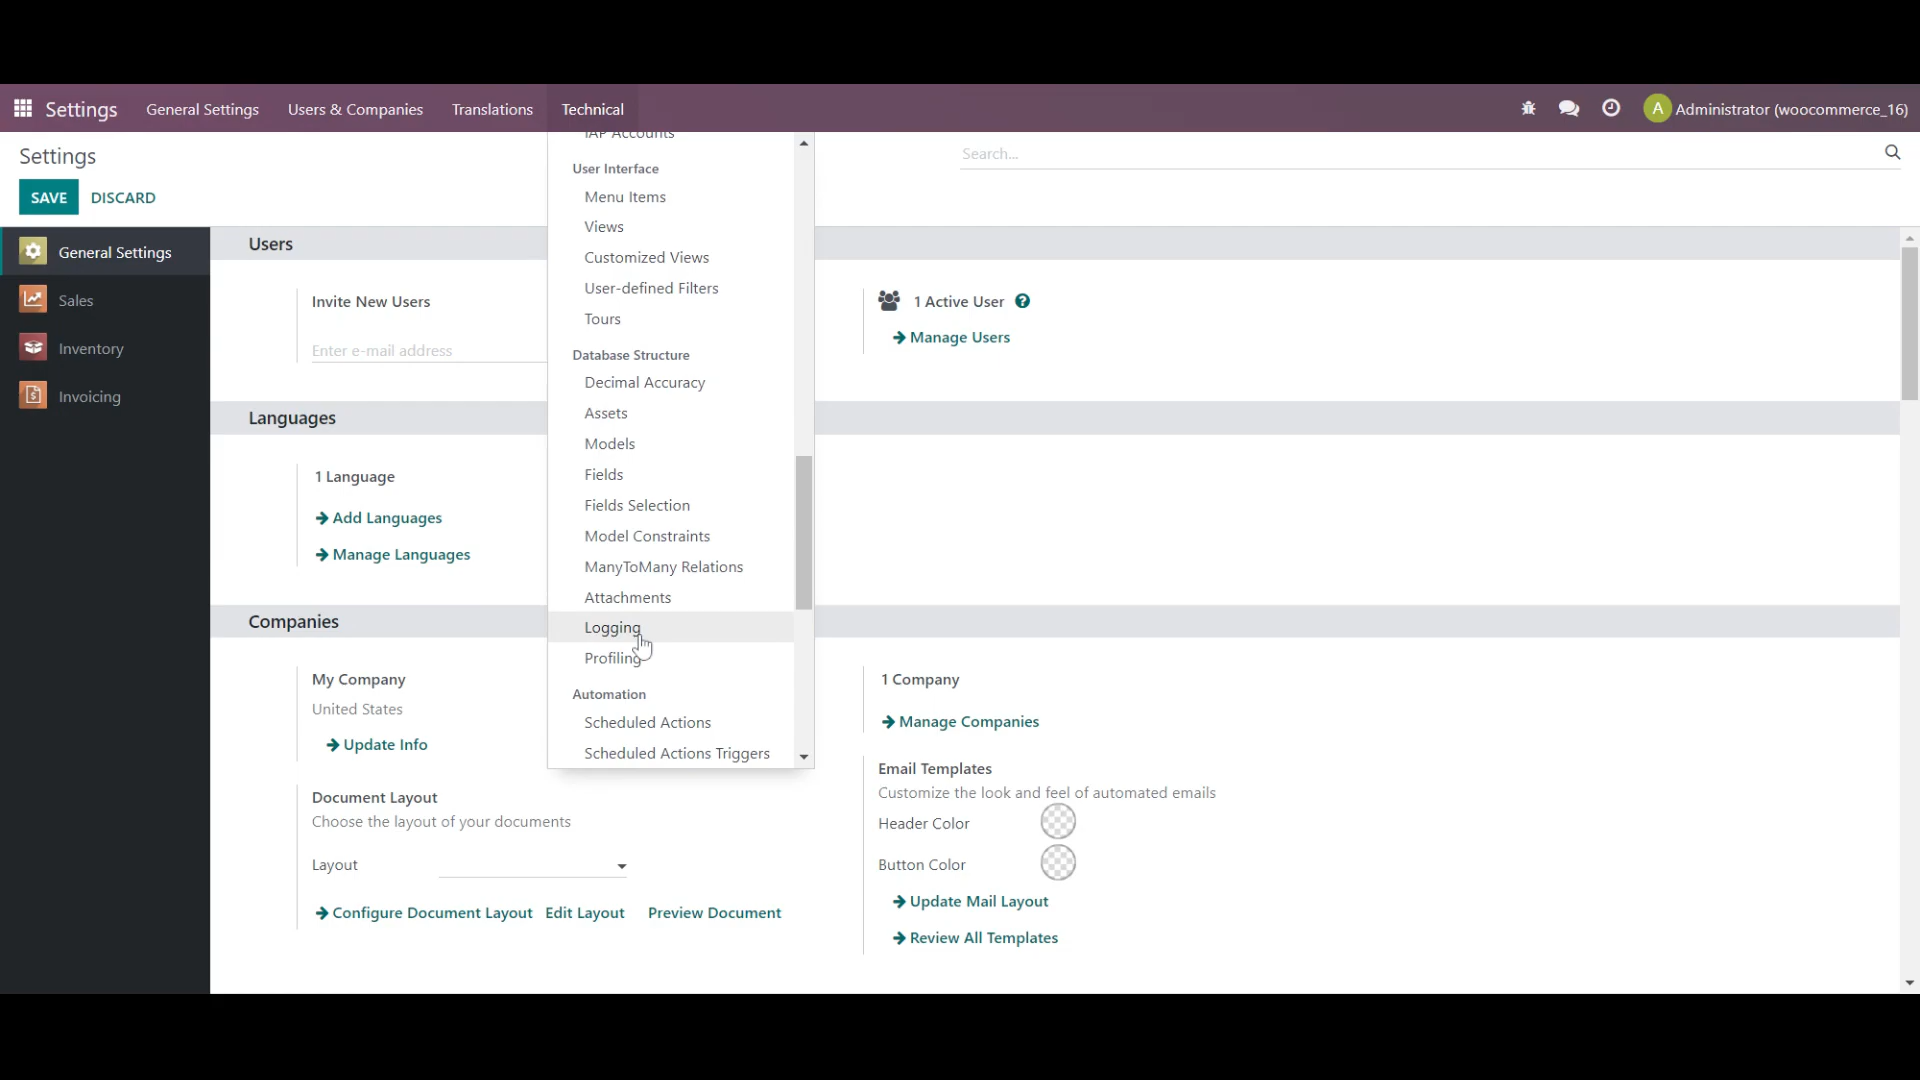 Settings General Settings Users & Companies Translations Technical A Administrator (woocommerce_16)
Settings
Search...
SAVE DISCARD
General Settings
Sales
Inventory
Invoicing
IAP Accounts
User Interface
Menu Items
Views
Customized Views
User-defined Filters
Tours
Database Structure
Decimal Accuracy
Assets
Models
Fields
Fields Selection
Model Constraints
ManyToMany Relations
Attachments
Logging
Profiling
Automation
Scheduled Actions
Scheduled Actions Triggers
Users
Invite New Users
Enter e-mail address
1 Active User ?
Manage Users
Languages
1 Language
Add Languages
Manage Languages
Companies
My Company
United States
Update Info
1 Company
Manage Companies
Document Layout
Choose the layout of your documents
Layout
Configure Document Layout Edit Layout Preview Document
Email Templates
Customize the look and feel of automated emails
Header Color
Button Color
Update Mail Layout
Review All Templates